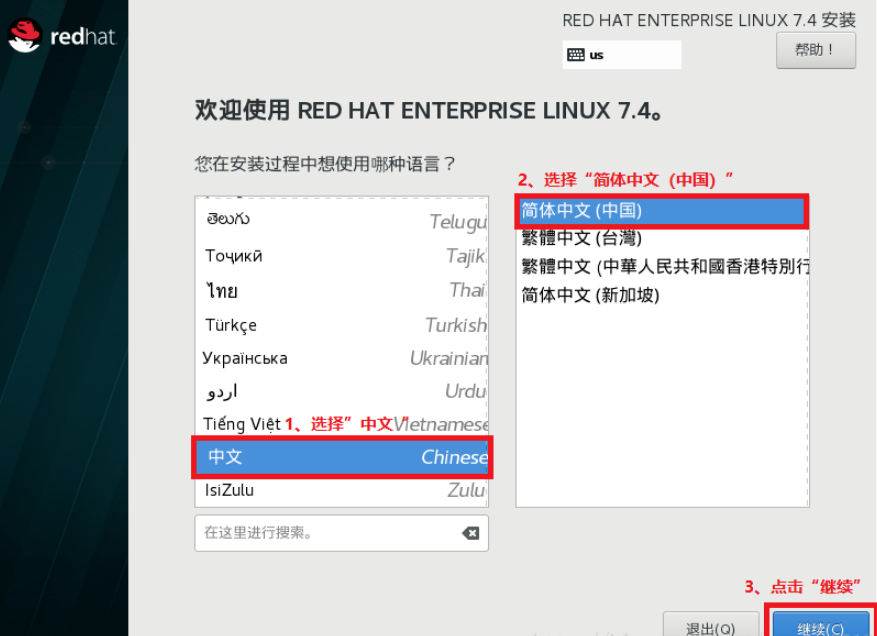 redhat.
RED HAT ENTERPRISE LINUX 7.4 安装
us
帮助！
欢迎使用 RED HAT ENTERPRISE LINUX 7.4。
您在安装过程中想使用哪种语言？
2、选择“简体中文（中国）”
తెలుగు Telugu
Тоҷикӣ Tajik
ไทย Thai
Türkçe Turkish
Українська Ukrainian
اردو Urdu
Tiếng Việt Vietnamese
1、选择”中文”
中文 Chinese
IsiZulu Zulu
在这里进行搜索。
简体中文 (中国)
繁體中文 (台灣)
繁體中文 (中華人民共和國香港特別行
简体中文 (新加坡)
3、点击“继续”
退出(Q)
继续(C)